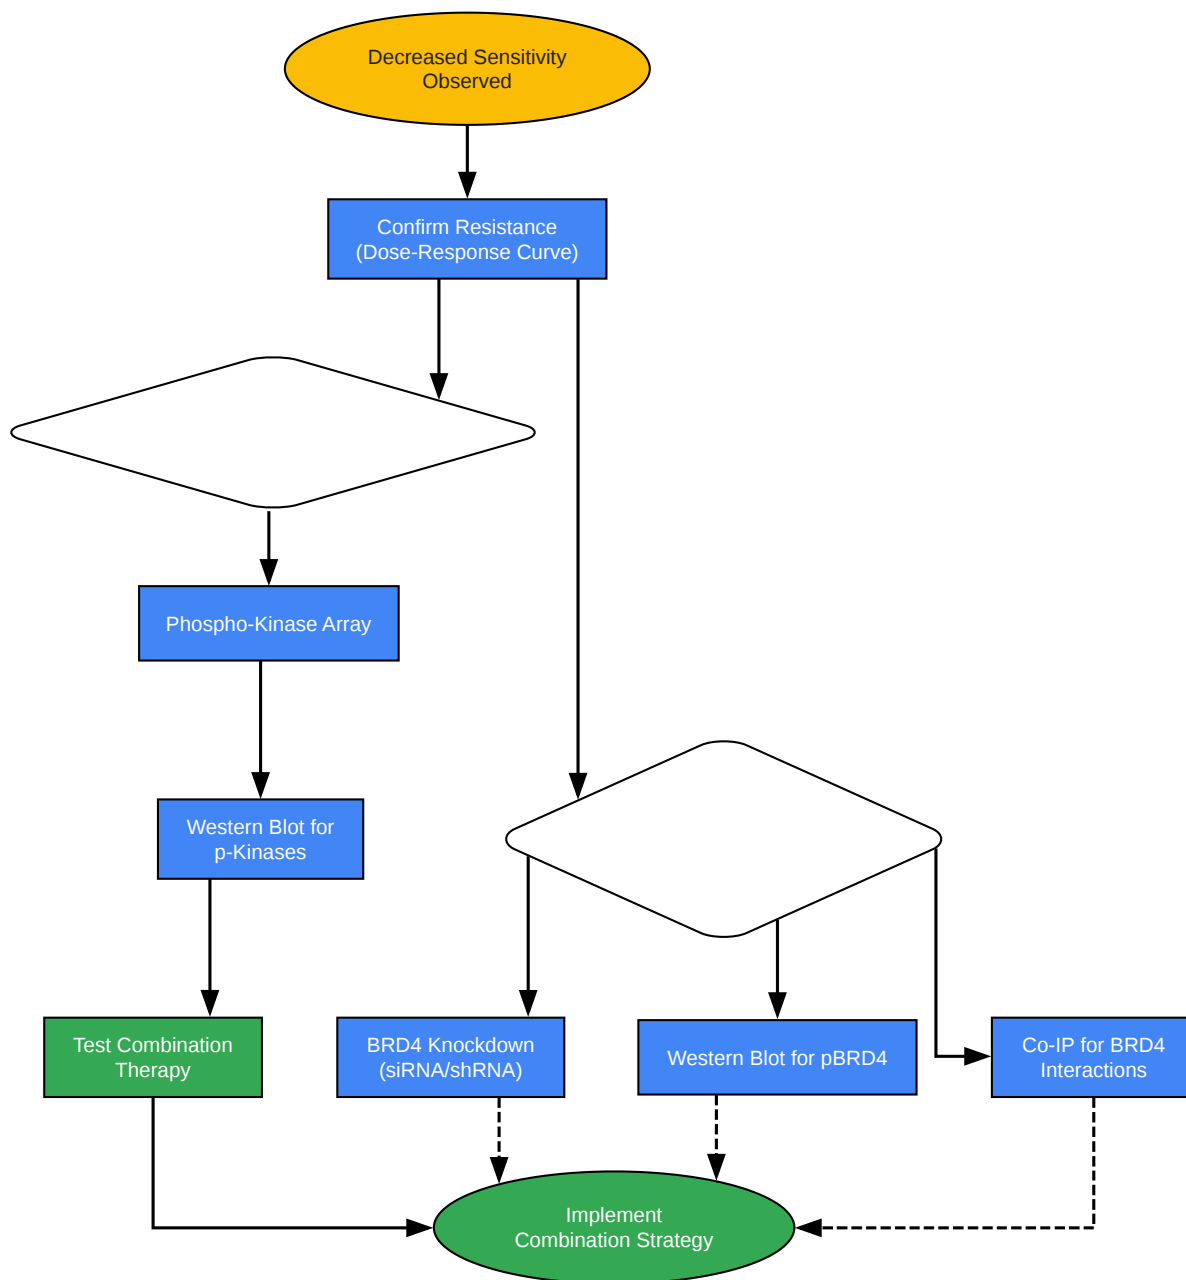 Decreased Sensitivity
Observed
Confirm Resistance
(Dose-Response Curve)
Phospho-Kinase Array
Western Blot for
p-Kinases
Test Combination
Therapy
BRD4 Knockdown
(siRNA/shRNA)
Western Blot for pBRD4
Co-IP for BRD4
Interactions
Implement
Combination Strategy